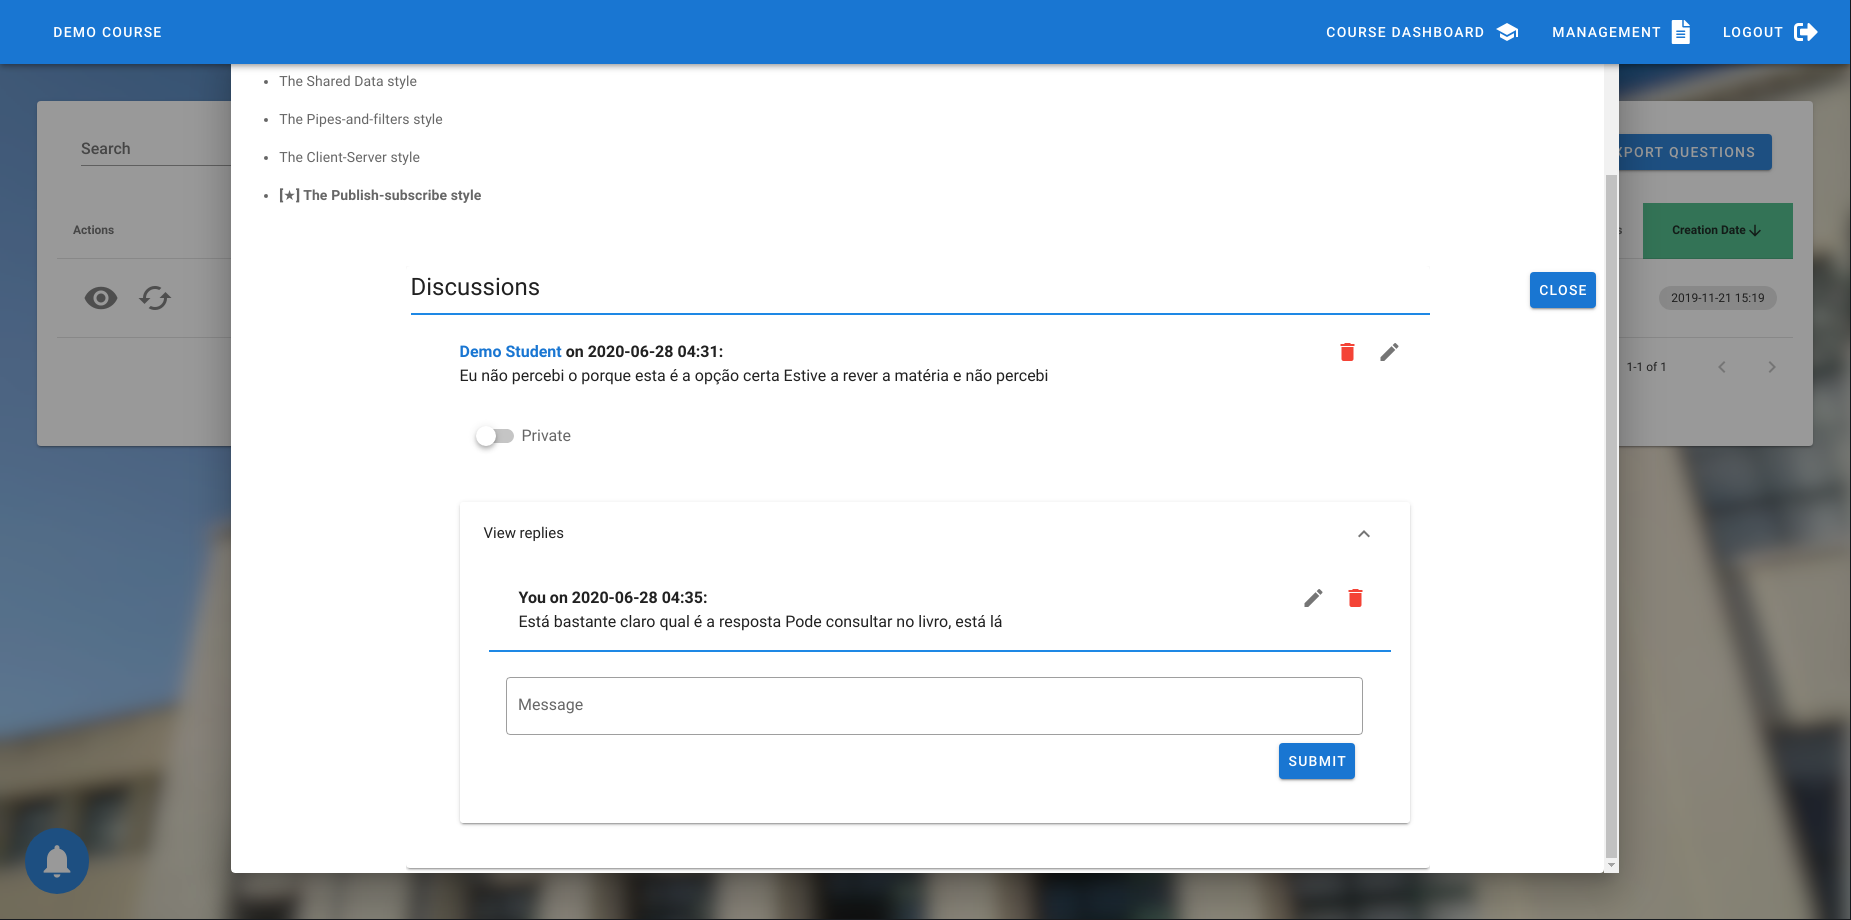 DEMO COURSE
COURSE DASHBOARD
MANAGEMENT
LOGOUT
The Shared Data style
The Pipes-and-filters style
The Client-Server style
[★] The Publish-subscribe style
Search
PORT QUESTIONS
Actions
s
Creation Date
2019-11-21 15:19
1-1 of 1
Discussions
CLOSE
Demo Student on 2020-06-28 04:31:
Eu não percebi o porque esta é a opção certa Estive a rever a matéria e não percebi
Private
View replies
You on 2020-06-28 04:35:
Está bastante claro qual é a resposta Pode consultar no livro, está lá
Message
SUBMIT